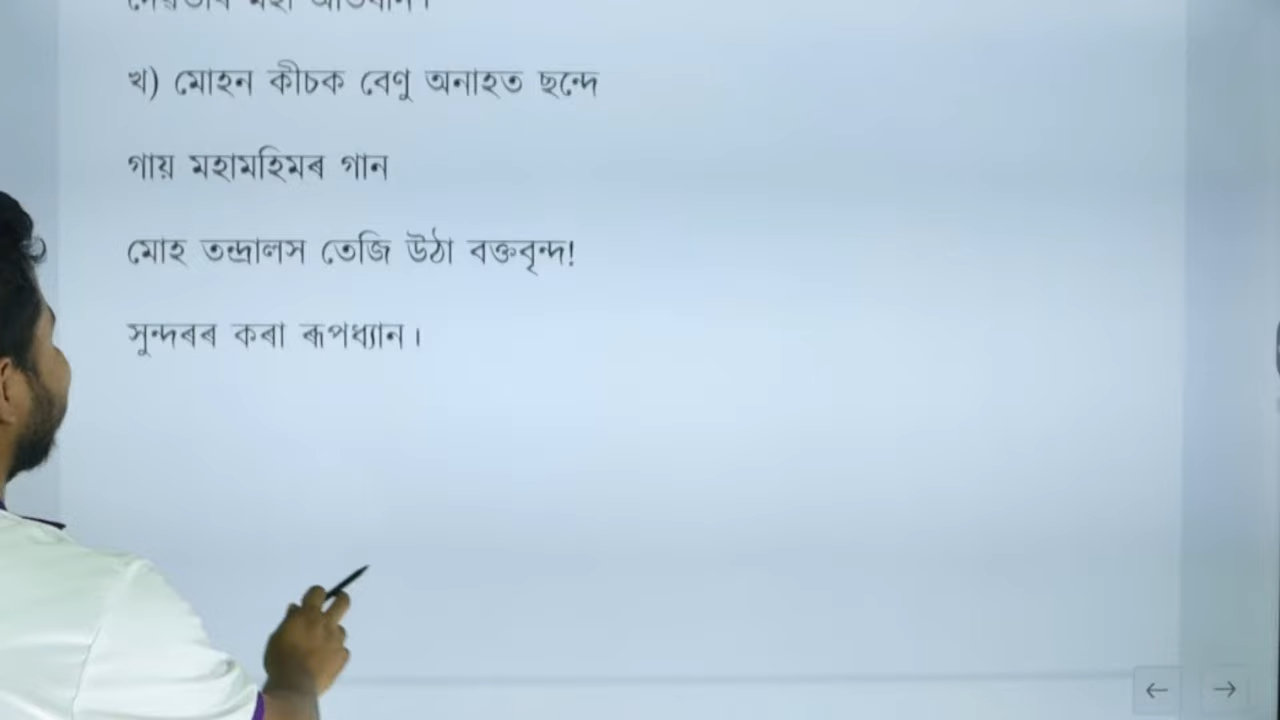 খ) মোহন কীচক বেণু অনাহত ছন্দে
গায় মহামহিমৰ গান
মোহ তন্দ্ৰালস তেজি উঠা বক্তবৃন্দ!
সুন্দৰৰ কৰা ৰূপধ্যান।